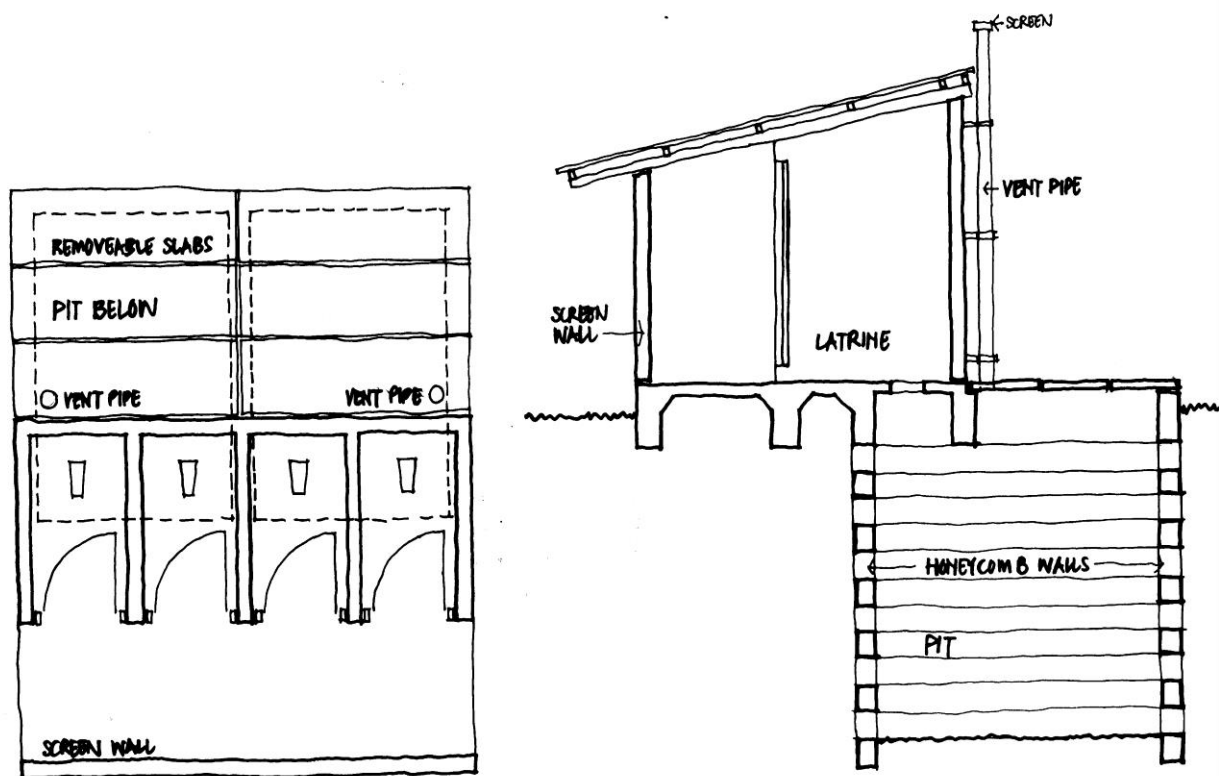 REMOVEABLE SLABS
PIT BELOW
VENT PIPE
VENT PIPE
SCREEN WALL
SCREEN
VENT PIPE
SCREEN
WALL
LATRINE
HONEYCOMB WALLS
PIT